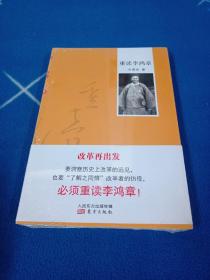 重读李鸿章
改革再出发
要洞察历史上改革的远见，
也要“了解之同情”改革者的彷徨。
必须重读李鸿章！
人民东方出版传媒
东方出版社